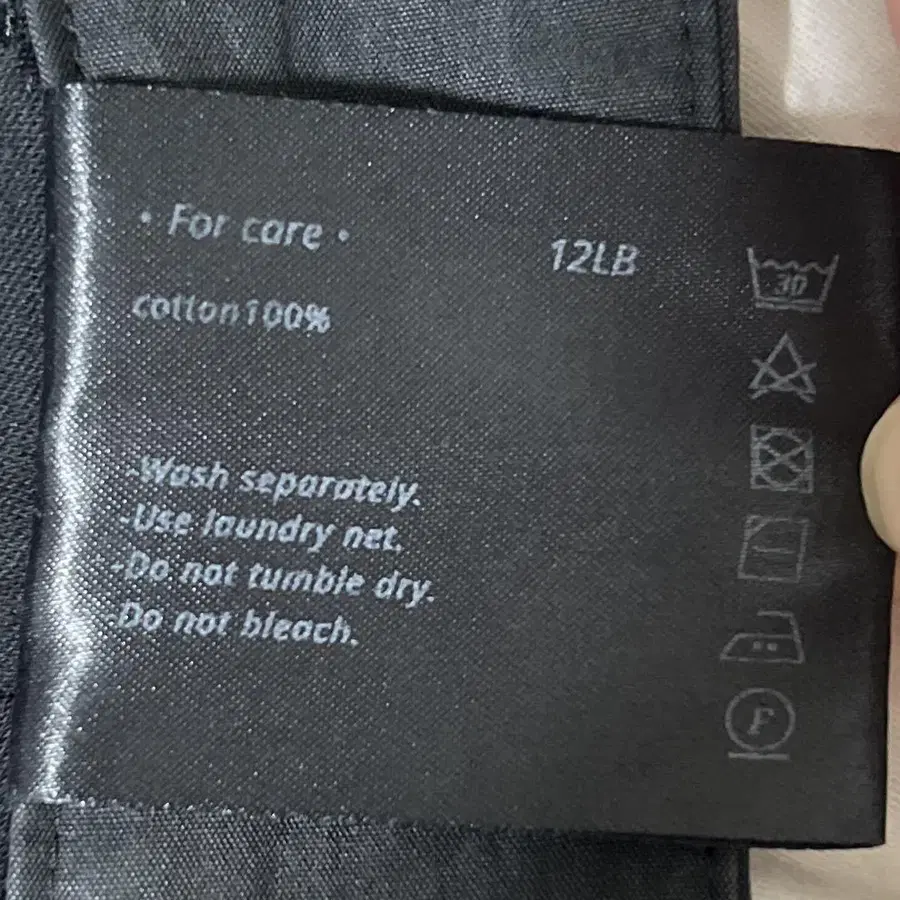 • For care •
12LB
cotton100%
-Wash separately.
-Use laundry net.
-Do not tumble dry.
-Do not bleach.
30
F